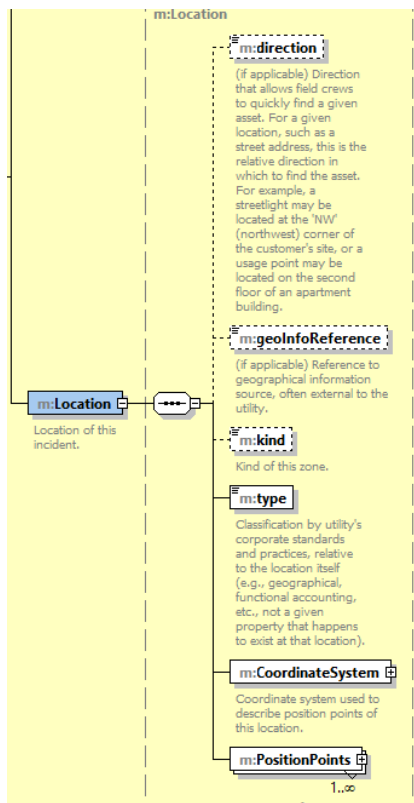 m:Location
m:direction
(if applicable) Direction
that allows field crews
to quickly find a given
asset. For a given
location, such as a
street address, this is the
relative direction in
which to find the asset.
For example, a
streetlight may be
located at the 'NW'
(northwest) corner of
the customer's site, or a
usage point may be
located on the second
floor of an apartment
building.
m:geoInfoReference
(if applicable) Reference to
geographical information
source, often external to the
utility.
m:Location
Location of this
incident.
m:kind
Kind of this zone.
m:type
Classification by utility's
corporate standards
and practices, relative
to the location itself
(e.g., geographical,
functional accounting,
etc., not a given
property that happens
to exist at that location).
m:CoordinateSystem
Coordinate system used to
describe position points of
this location.
m:PositionPoints
1..∞